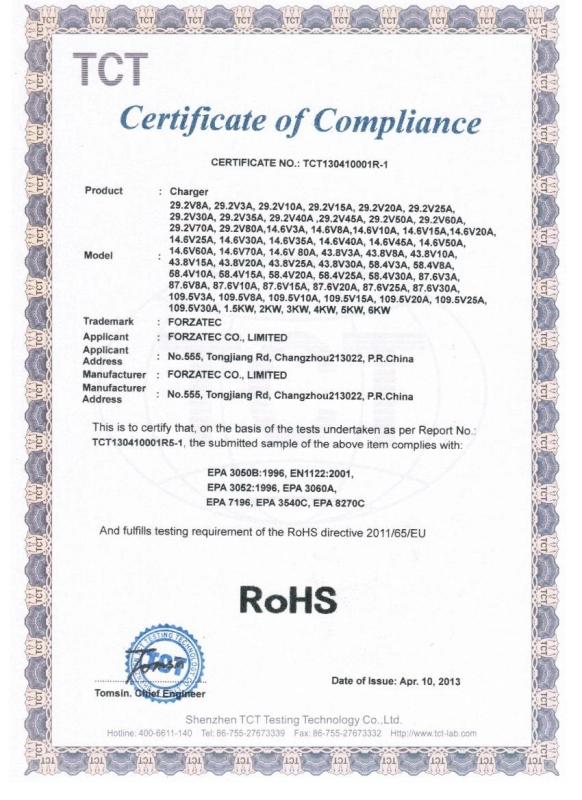 TCT
Certificate of Compliance
CERTIFICATE NO.: TCT130410001R-1
Product : Charger
Model :
29.2V8A, 29.2V3A, 29.2V10A, 29.2V15A, 29.2V20A, 29.2V25A,
29.2V30A, 29.2V35A, 29.2V40A ,29.2V45A, 29.2V50A, 29.2V60A,
29.2V70A, 29.2V80A,14.6V3A, 14.6V8A,14.6V10A, 14.6V15A,14.6V20A,
14.6V25A, 14.6V30A, 14.6V35A, 14.6V40A, 14.6V45A, 14.6V50A,
14.6V60A, 14.6V70A, 14.6V 80A, 43.8V3A, 43.8V8A, 43.8V10A,
43.8V15A, 43.8V20A, 43.8V25A, 43.8V30A, 58.4V3A, 58.4V8A,
58.4V10A, 58.4V15A, 58.4V20A, 58.4V25A, 58.4V30A, 87.6V3A,
87.6V8A, 87.6V10A, 87.6V15A, 87.6V20A, 87.6V25A, 87.6V30A,
109.5V3A, 109.5V8A, 109.5V10A, 109.5V15A, 109.5V20A, 109.5V25A,
109.5V30A, 1.5KW, 2KW, 3KW, 4KW, 5KW, 6KW
Trademark : FORZATEC
Applicant : FORZATEC CO., LIMITED
Applicant
Address : No.555, Tongjiang Rd, Changzhou213022, P.R.China
Manufacturer : FORZATEC CO., LIMITED
Manufacturer
Address : No.555, Tongjiang Rd, Changzhou213022, P.R.China
This is to certify that, on the basis of the tests undertaken as per Report No.:
TCT130410001R5-1, the submitted sample of the above item complies with:
EPA 3050B:1996, EN1122:2001,
EPA 3052:1996, EPA 3060A,
EPA 7196, EPA 3540C, EPA 8270C
And fulfills testing requirement of the RoHS directive 2011/65/EU
RoHS
TCT
Tomsin. Chief Engineer
Date of Issue: Apr. 10, 2013
Shenzhen TCT Testing Technology Co.,Ltd.
Hotline: 400-6611-140 Tel: 86-755-27673339 Fax: 86-755-27673332 Http://www.tct-lab.com